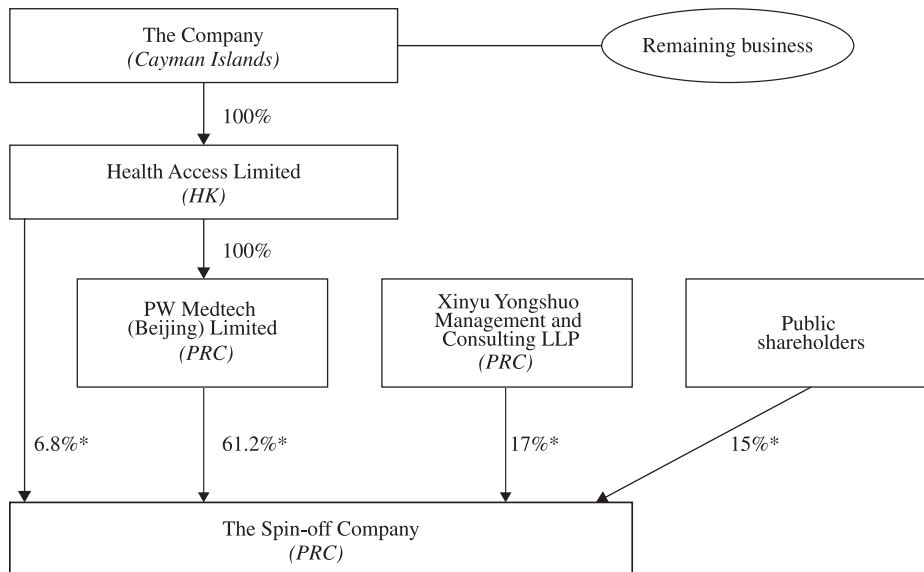 The Company
(Cayman Islands)
Remaining business
100%
Health Access Limited
(HK)
100%
PW Medtech
(Beijing) Limited
(PRC)
Xinyu Yongshuo
Management and
Consulting LLP
(PRC)
Public
shareholders
6.8%*
61.2%*
17%*
15%*
The Spin-off Company
(PRC)